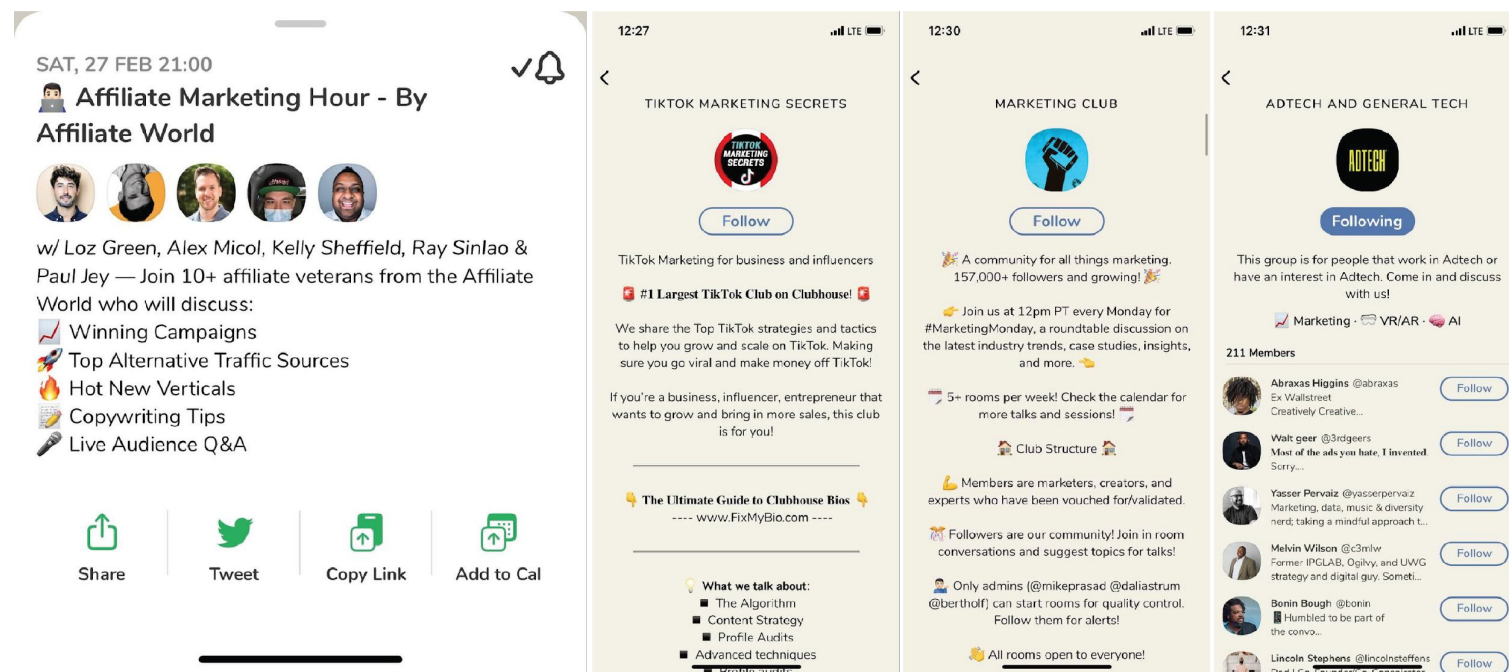 SAT, 27 FEB 21:00
Affiliate Marketing Hour - By
Affiliate World
w/ Loz Green, Alex Micol, Kelly Sheffield, Ray Sinlao &
Paul Jey — Join 10+ affiliate veterans from the Affiliate
World who will discuss:
📈 Winning Campaigns
🚀 Top Alternative Traffic Sources
🔥 Hot New Verticals
📝 Copywriting Tips
🎤 Live Audience Q&A
Share
Tweet
Copy Link
Add to Cal
12:27
LTE
TIKTOK MARKETING SECRETS
TIKTOK
MARKETING
SECRETS
Follow
TikTok Marketing for business and influencers
🚨 #1 Largest TikTok Club on Clubhouse! 🚨
We share the Top TikTok strategies and tactics
to help you grow and scale on TikTok. Making
sure you go viral and make money off TikTok!
If you're a business, influencer, entrepreneur that
wants to grow and bring in more sales, this club
is for you!
👇 The Ultimate Guide to Clubhouse Bios 👇
---- www.FixMyBio.com ----
💡 What we talk about:
◾ The Algorithm
◾ Content Strategy
◾ Profile Audits
◾ Advanced techniques
12:30
LTE
MARKETING CLUB
Follow
🎉 A community for all things marketing.
157,000+ followers and growing! 🎉
👉 Join us at 12pm PT every Monday for
#MarketingMonday, a roundtable discussion on
the latest industry trends, case studies, insights,
and more. 👈
🗓 5+ rooms per week! Check the calendar for
more talks and sessions! 🗓
🏠 Club Structure 🏠
💪 Members are marketers, creators, and
experts who have been vouched for/validated.
🎊 Followers are our community! Join in room
conversations and suggest topics for talks!
💁🏻‍♂️ Only admins (@mikeprasad @daliastrum
@bertholf) can start rooms for quality control.
Follow them for alerts!
👋 All rooms open to everyone!
12:31
LTE
ADTECH AND GENERAL TECH
ADTECH
Following
This group is for people that work in Adtech or
have an interest in Adtech. Come in and discuss
with us!
📈 Marketing · 🥽 VR/AR · 🧠 AI
211 Members
Abraxas Higgins @abraxas
Ex Wallstreet
Creatively Creative...
Follow
Walt geer @3rdgeers
Most of the ads you hate, I invented.
Sorry....
Follow
Yasser Pervaiz @yasserpervaiz
Marketing, data, music & diversity
nerd; taking a mindful approach t...
Follow
Melvin Wilson @c3mlw
Former IPGLAB, Ogilvy, and UWG
strategy and digital guy. Someti...
Follow
Bonin Bough @bonin
📱 Humbled to be part of
the convo...
Follow
Lincoln Stephens @lincolnsteffens
Follow